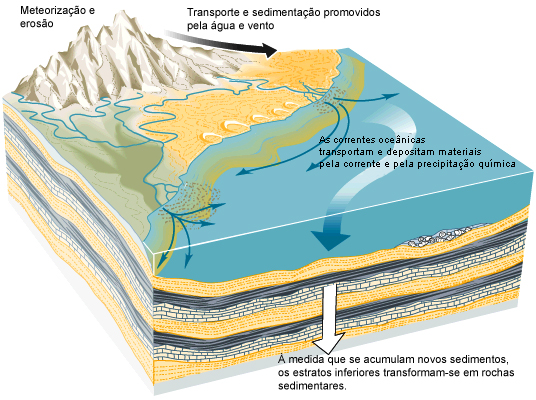 Meteorização e
erosão
Transporte e sedimentação promovidos
pela água e vento
As correntes oceânicas
transportam e depositam materiais
pela corrente e pela precipitação química
À medida que se acumulam novos sedimentos,
os estratos inferiores transformam-se em rochas
sedimentares.